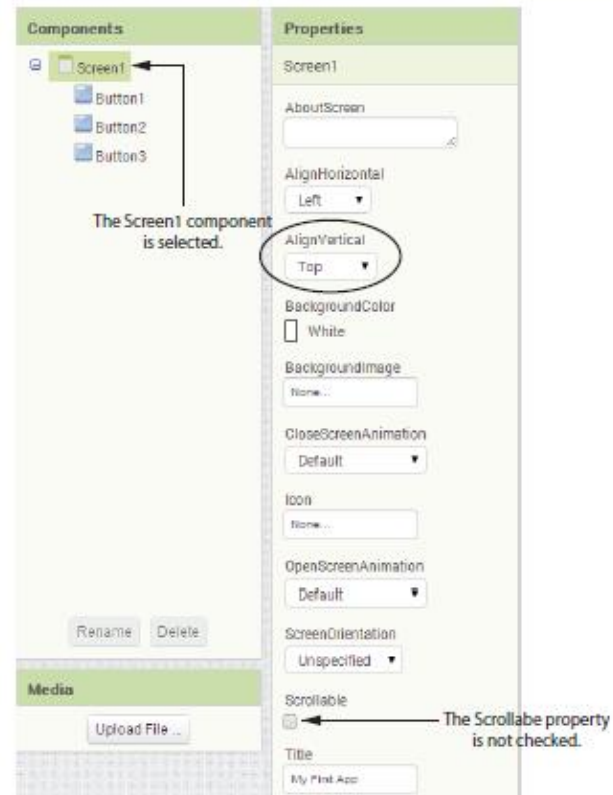 Components
Screen1
Button1
Button2
Button3
The Screen1 component
is selected.
Rename Delete
Media
Upload File ...
Properties
Screen1
AboutScreen
AlignHorizontal
Left
AlignVertical
Top
BackgroundColor
White
BackgroundImage
None...
CloseScreenAnimation
Default
Icon
None...
OpenScreenAnimation
Default
ScreenOrientation
Unspecified
Scrollable
The Scrollabe property
is not checked.
Title
My First App